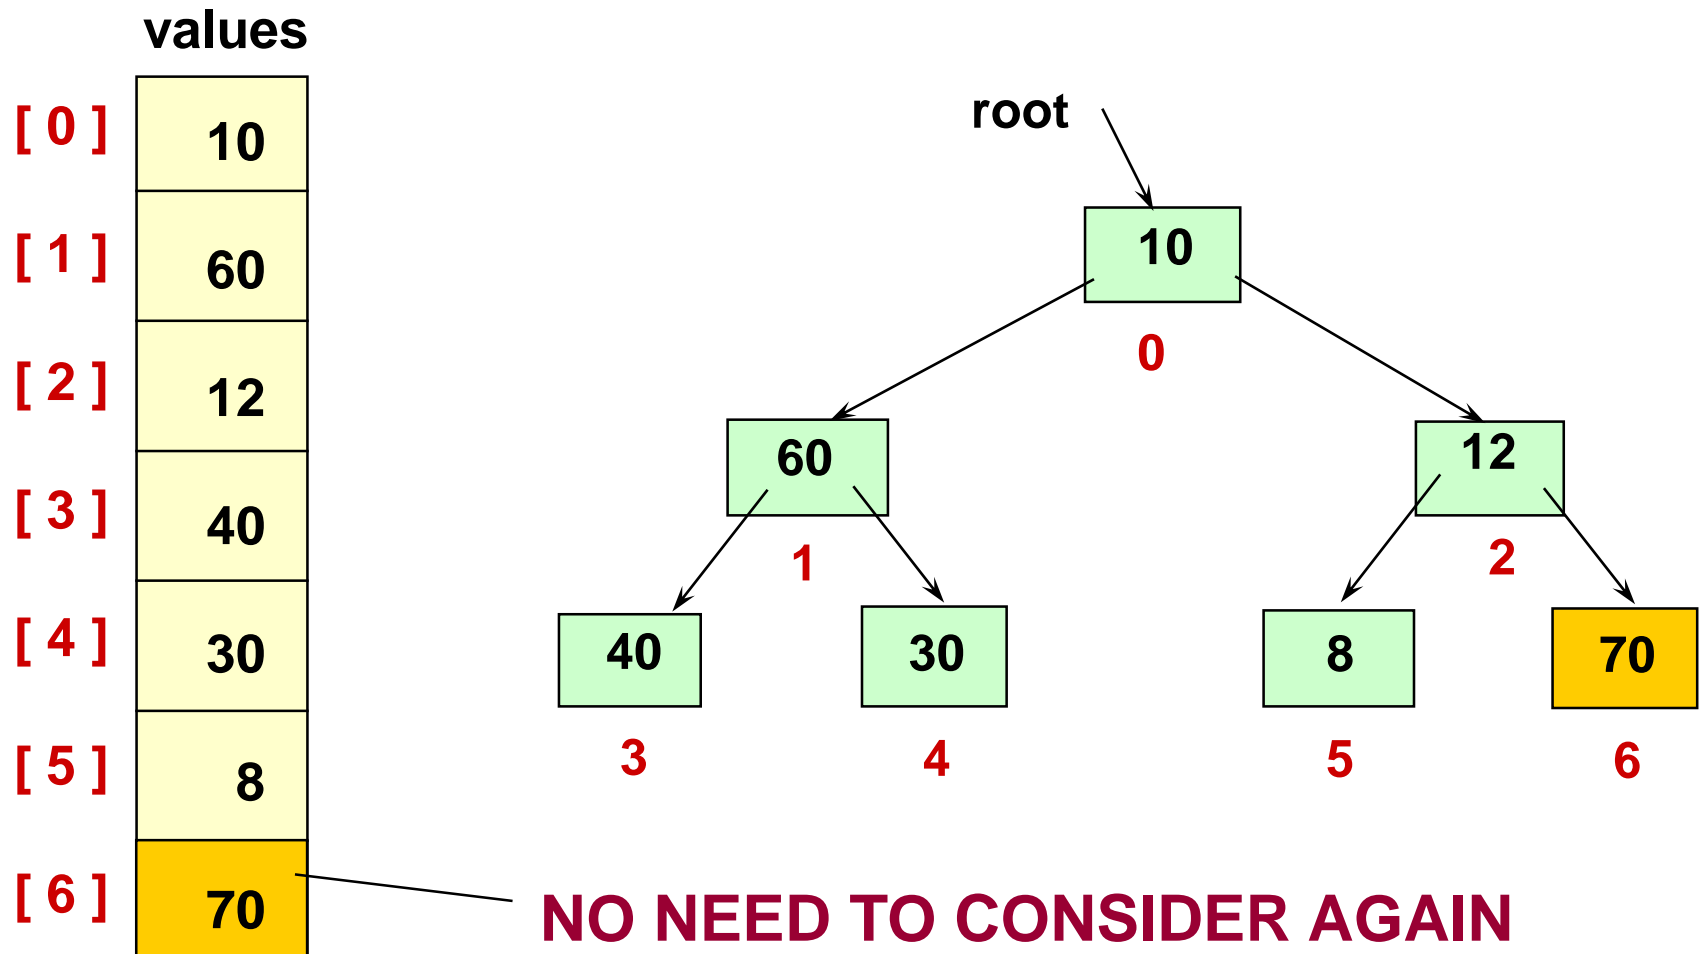 values
[ 0 ] 10
[ 1 ] 60
[ 2 ] 12
[ 3 ] 40
[ 4 ] 30
[ 5 ] 8
[ 6 ] 70
root
10
0
60 12
1 2
40 30 8 70
3 4 5 6
NO NEED TO CONSIDER AGAIN